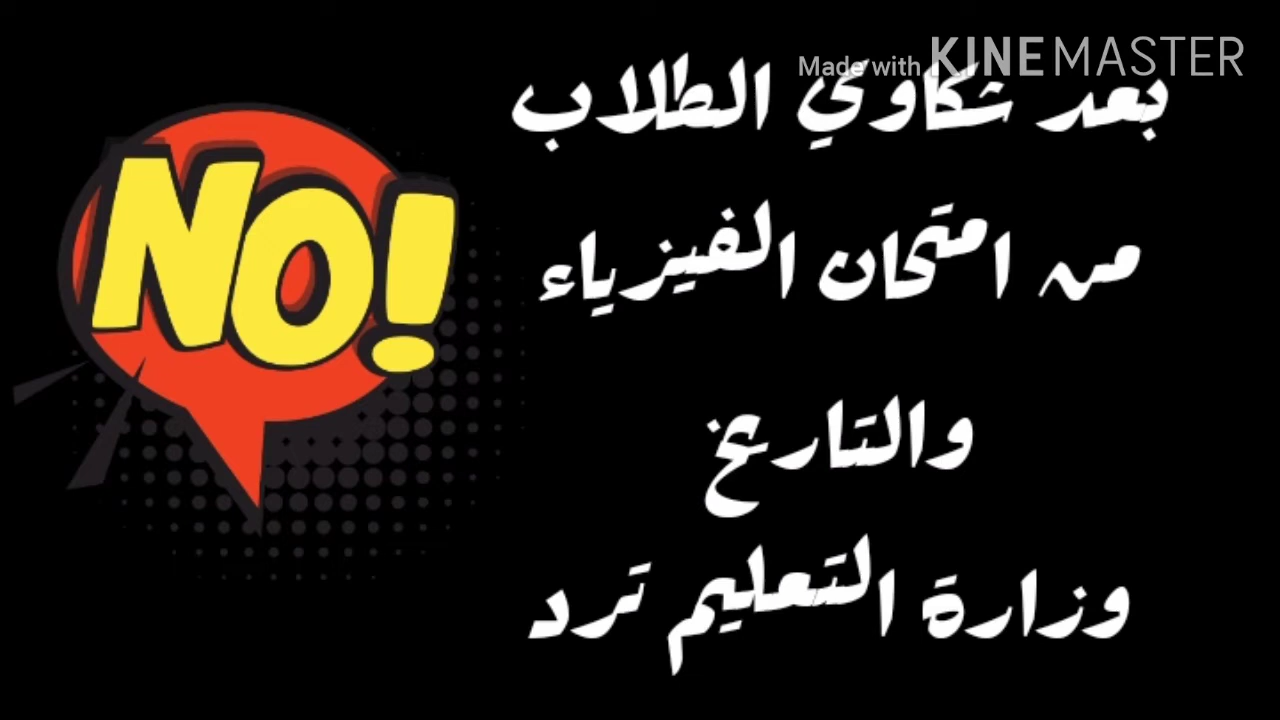 Made with KINEMASTER
بعد شكاوي الطلاب
من امتحان الفيزياء
والتاريخ
وزارة التعليم ترد
NO!